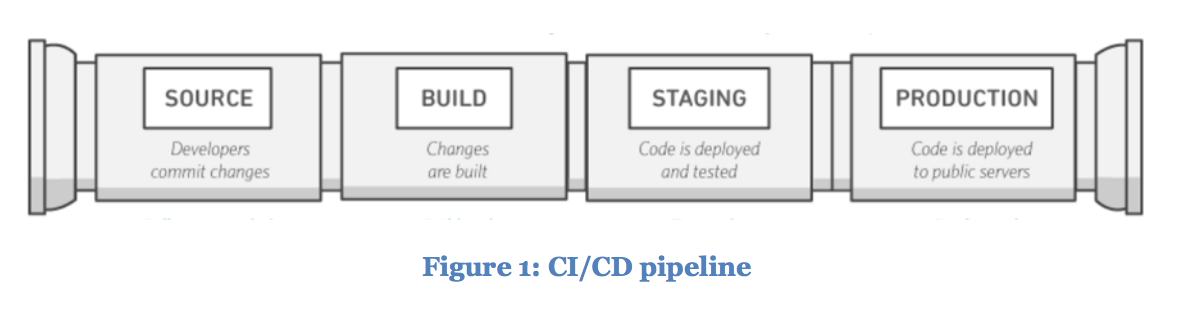 SOURCE
Developers
commit changes
BUILD
Changes
are built
STAGING
Code is deployed
and tested
PRODUCTION
Code is deployed
to public servers
Figure 1: CI/CD pipeline